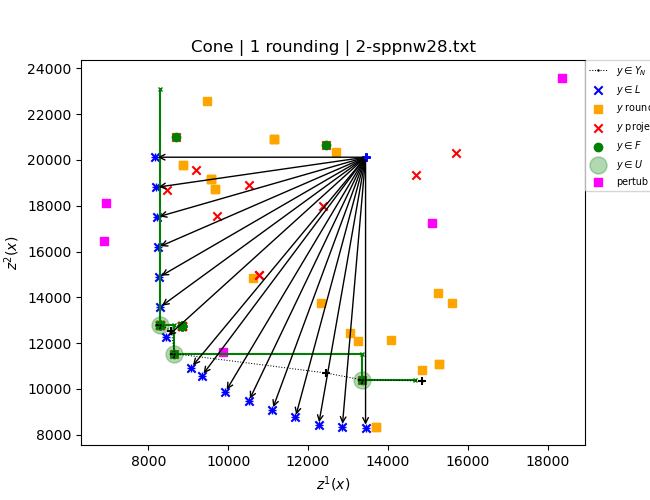 Cone | 1 rounding | 2-sppnw28.txt
24000
22000
20000
18000
16000
14000
12000
10000
8000
z²(x)
8000 10000 12000 14000 16000 18000
z¹(x)
y ∈ Y_N
y ∈ L
y roun
y proje
y ∈ F
y ∈ U
pertub